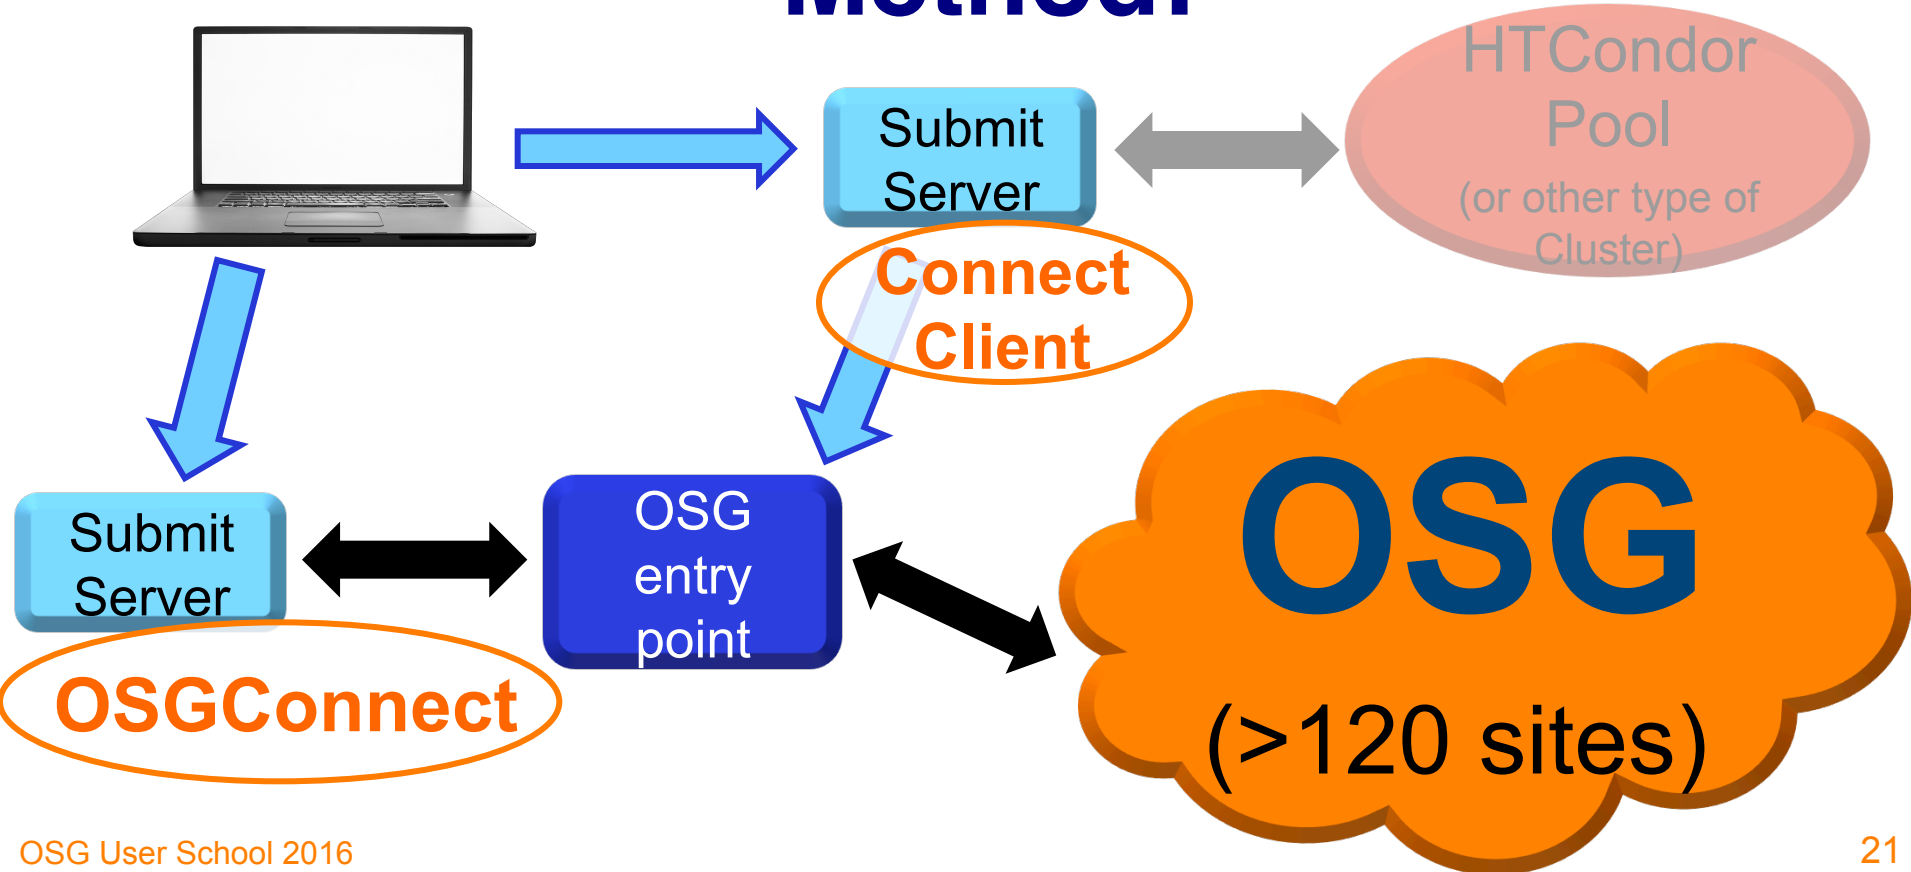 HTCondor
Pool
(or other type of
Cluster)
Submit
Server
Connect
Client
Submit
Server
OSGConnect
OSG
entry
point
OSG
(>120 sites)
OSG User School 2016
21